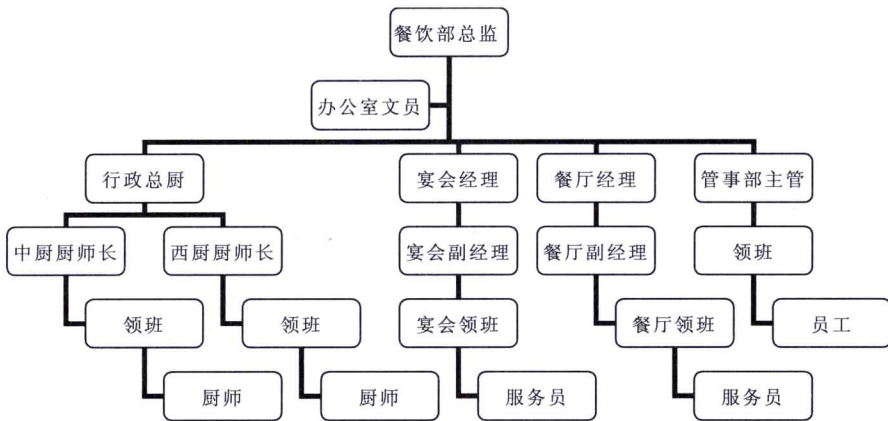 餐饮部总监
办公室文员
行政总厨
宴会经理
餐厅经理
管事部主管
中厨厨师长
西厨厨师长
宴会副经理
餐厅副经理
领班
领班
领班
宴会领班
餐厅领班
员工
厨师
厨师
服务员
服务员